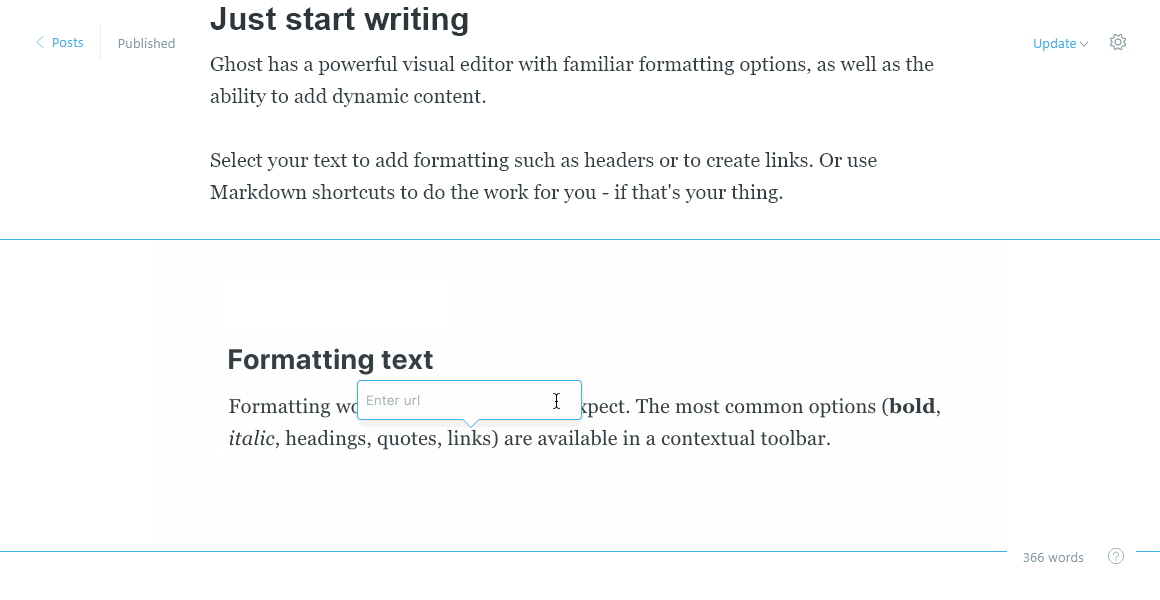 Just start writing
Posts
Published
Update
Ghost has a powerful visual editor with familiar formatting options, as well as the
ability to add dynamic content.
Select your text to add formatting such as headers or to create links. Or use
Markdown shortcuts to do the work for you - if that's your thing.
Formatting text
Enter url
Formatting xpect. The most common options (bold,
italic, headings, quotes, links) are available in a contextual toolbar.
366 words
?